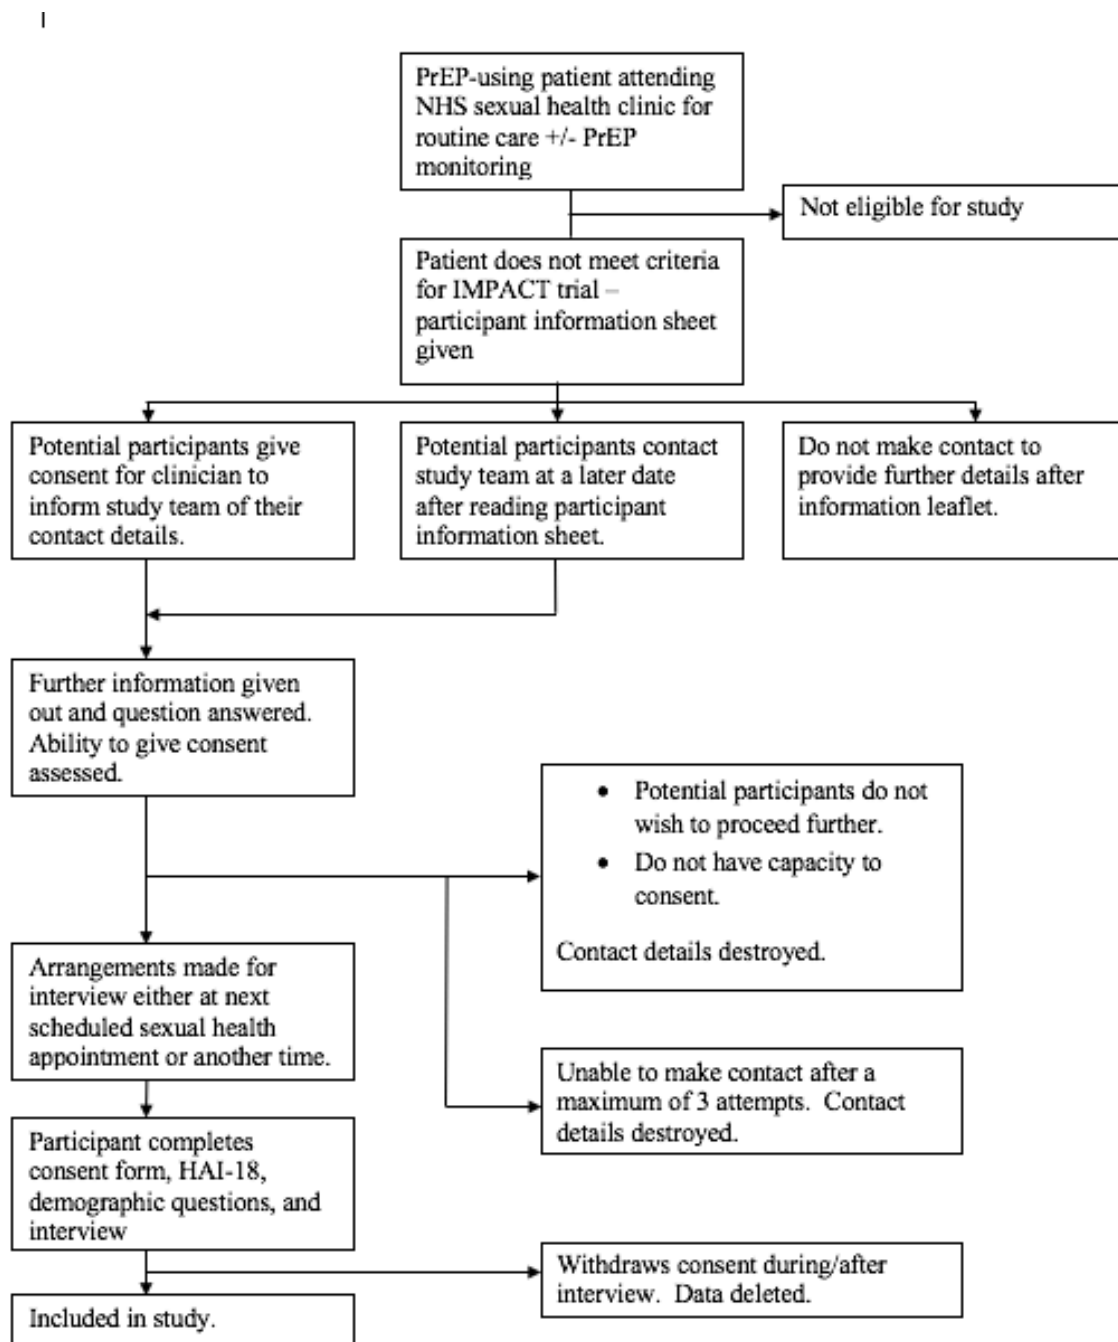 I
PrEP-using patient attending
NHS sexual health clinic for
routine care +/- PrEP
monitoring
Not eligible for study
Patient does not meet criteria
for IMPACT trial –
participant information sheet
given
Potential participants give
consent for clinician to
inform study team of their
contact details.
Potential participants contact
study team at a later date
after reading participant
information sheet.
Do not make contact to
provide further details after
information leaflet.
Further information given
out and question answered.
Ability to give consent
assessed.
• Potential participants do not
wish to proceed further.
• Do not have capacity to
consent.
Contact details destroyed.
Arrangements made for
interview either at next
scheduled sexual health
appointment or another time.
Unable to make contact after a
maximum of 3 attempts. Contact
details destroyed.
Participant completes
consent form, HAI-18,
demographic questions, and
interview
Withdraws consent during/after
interview. Data deleted.
Included in study.